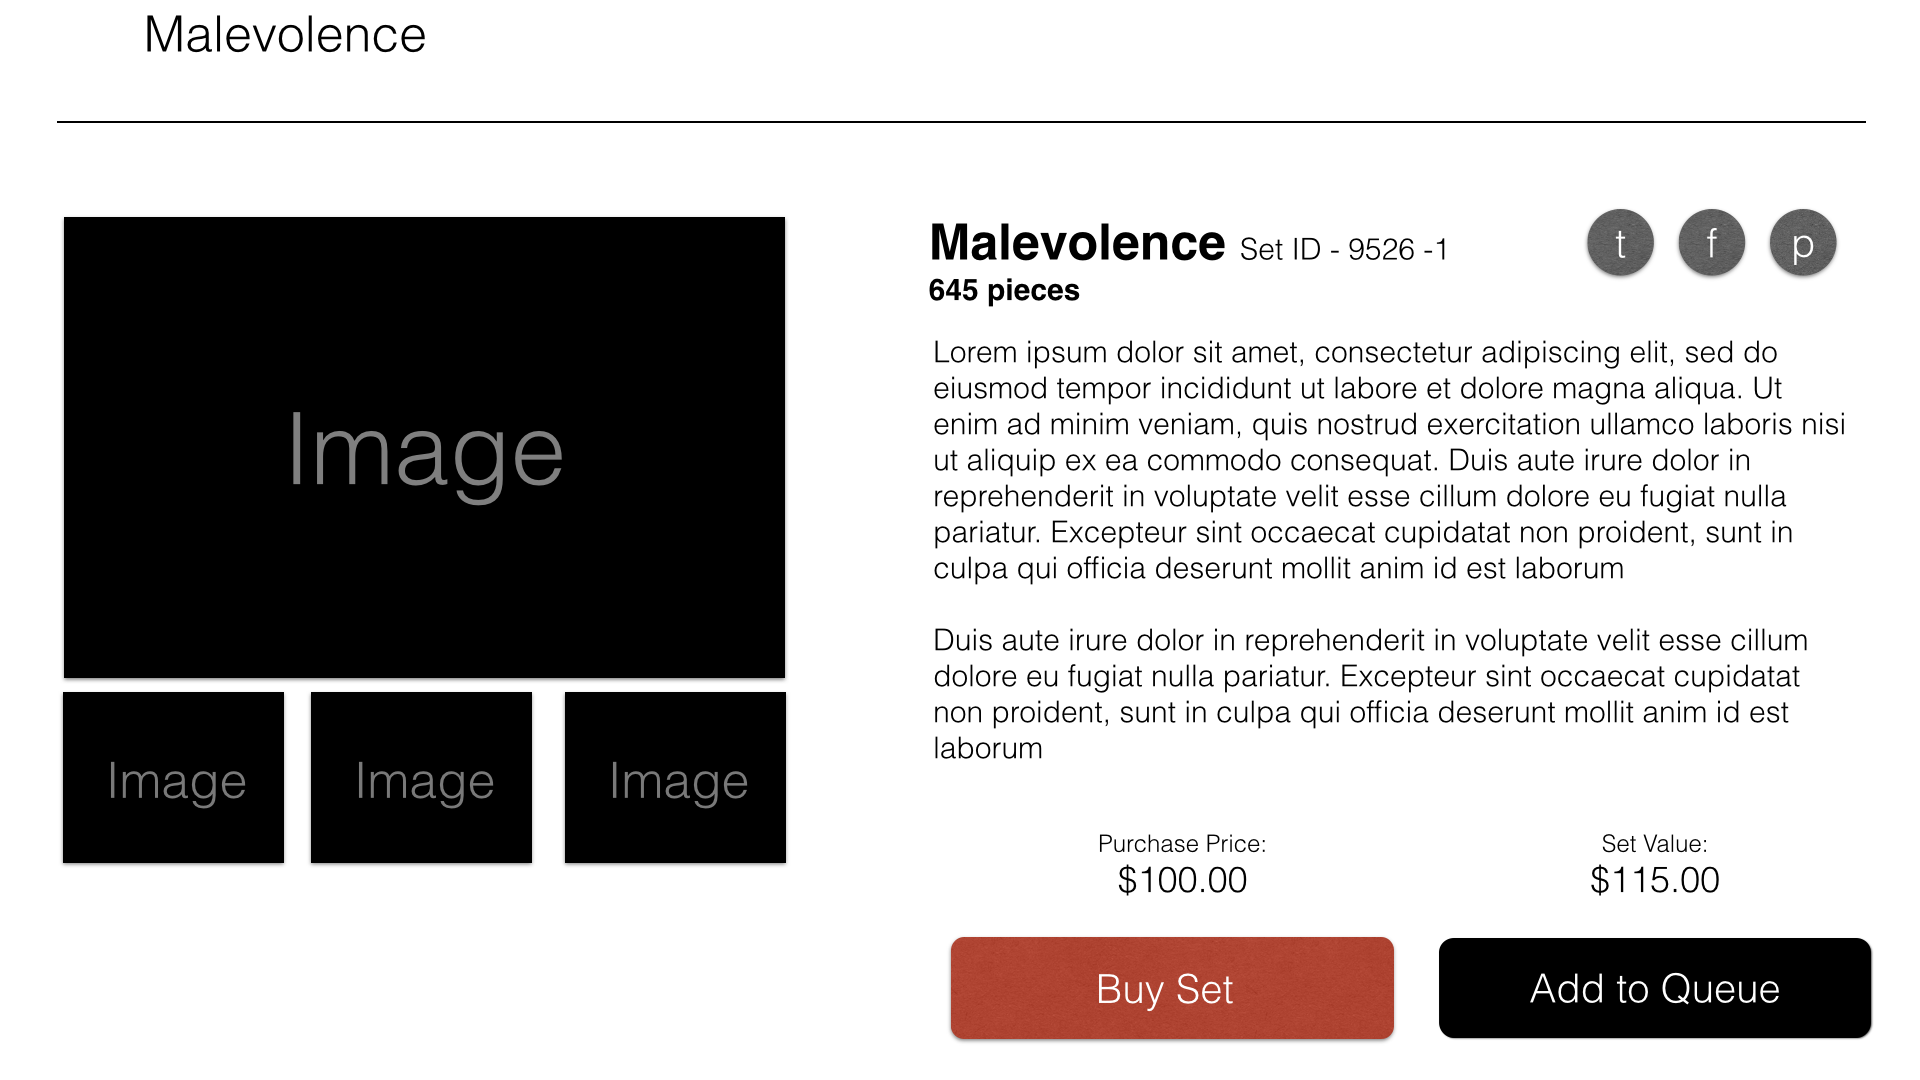 Malevolence
Image
Image
Image
Image
Malevolence Set ID - 9526 -1
t f p
645 pieces
Lorem ipsum dolor sit amet, consectetur adipiscing elit, sed do
eiusmod tempor incididunt ut labore et dolore magna aliqua. Ut
enim ad minim veniam, quis nostrud exercitation ullamco laboris nisi
ut aliquip ex ea commodo consequat. Duis aute irure dolor in
reprehenderit in voluptate velit esse cillum dolore eu fugiat nulla
pariatur. Excepteur sint occaecat cupidatat non proident, sunt in
culpa qui officia deserunt mollit anim id est laborum
Duis aute irure dolor in reprehenderit in voluptate velit esse cillum
dolore eu fugiat nulla pariatur. Excepteur sint occaecat cupidatat
non proident, sunt in culpa qui officia deserunt mollit anim id est
laborum
Purchase Price:
$100.00
Set Value:
$115.00
Buy Set
Add to Queue